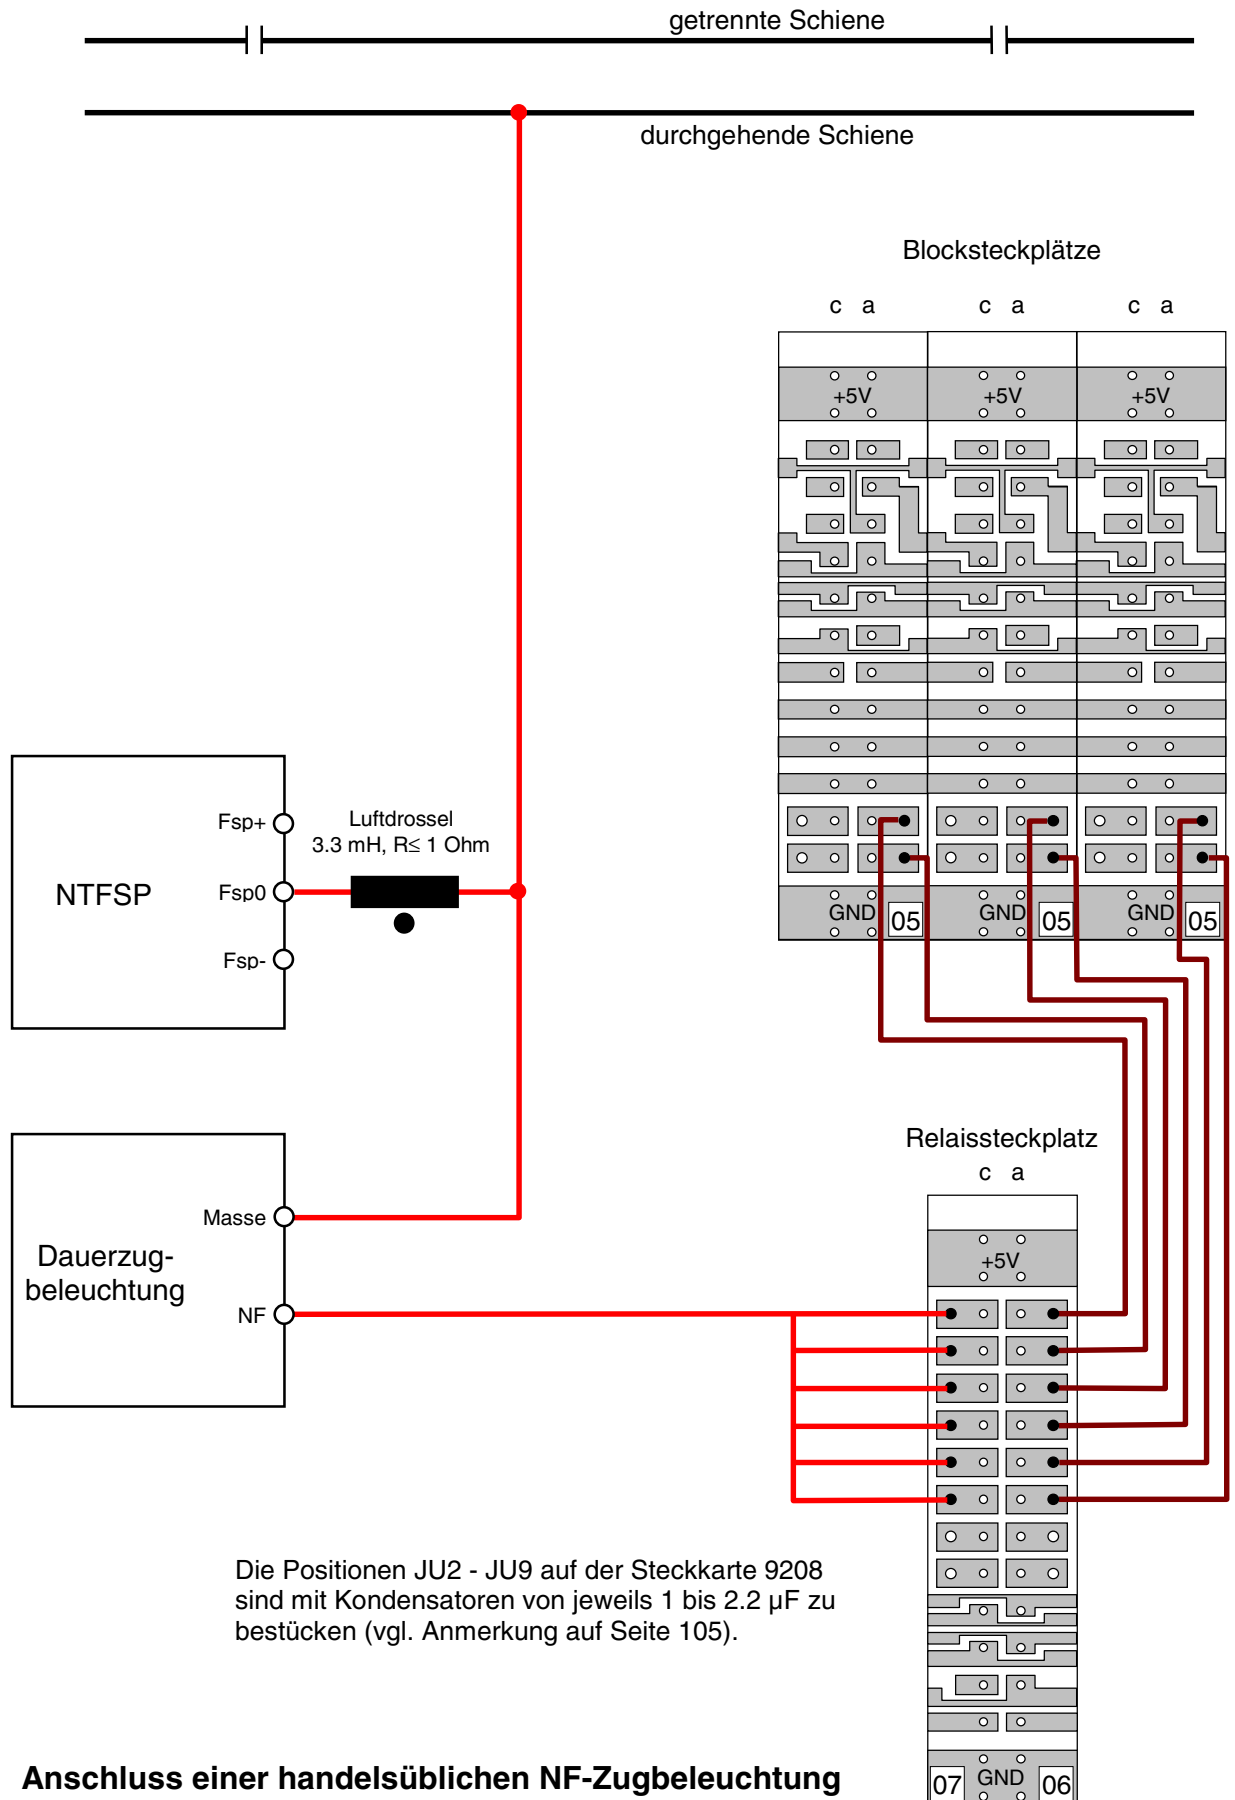 getrennte Schiene
durchgehende Schiene
Blocksteckplätze
c a c a c a
+5V +5V +5V
Fsp+
Luftdrossel
3.3 mH, R≤ 1 Ohm
NTFSP
Fsp0
Fsp-
GND 05 GND 05 GND 05
Relaissteckplatz
c a
Masse
+5V
Dauerzug-
beleuchtung
NF
Die Positionen JU2 - JU9 auf der Steckkarte 9208
sind mit Kondensatoren von jeweils 1 bis 2.2 µF zu
bestücken (vgl. Anmerkung auf Seite 105).
Anschluss einer handelsüblichen NF-Zugbeleuchtung
07 GND 06